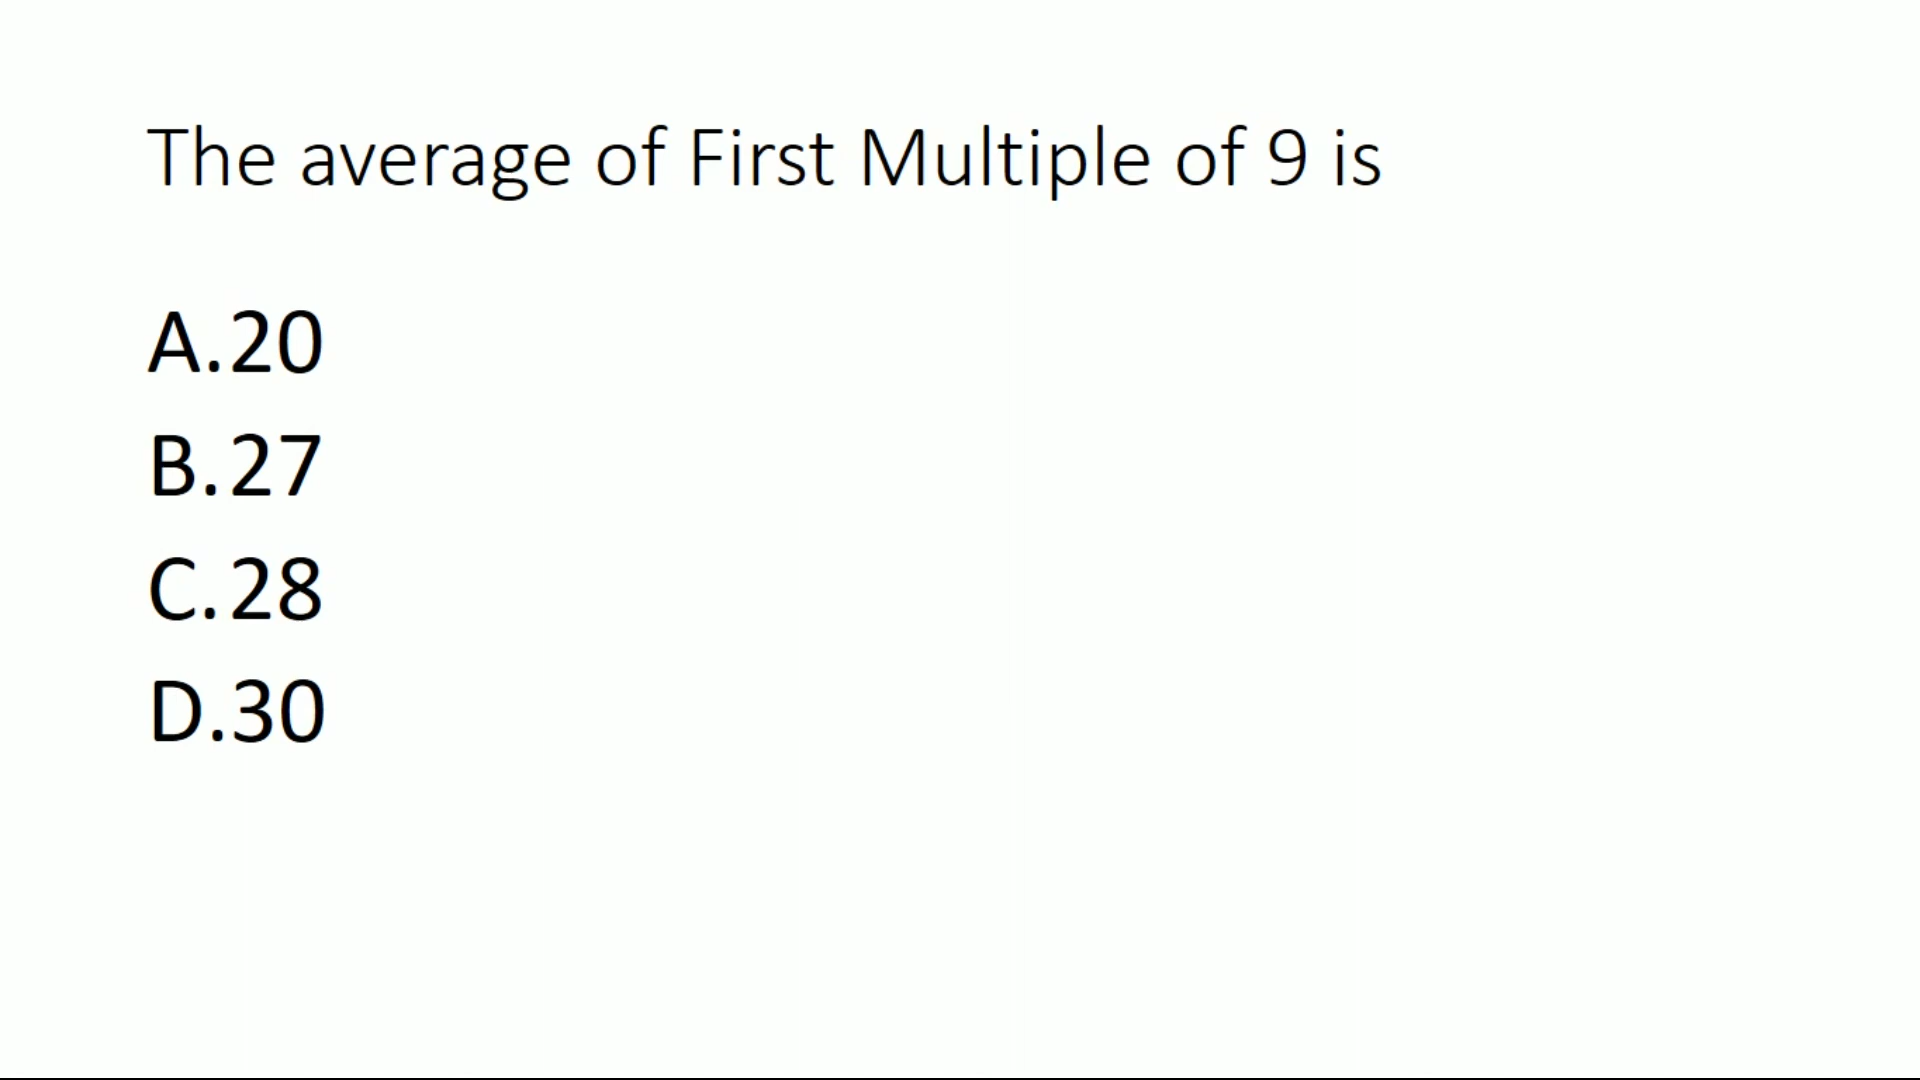 The average of First Multiple of 9 is
A.20
B.27
C.28
D.30